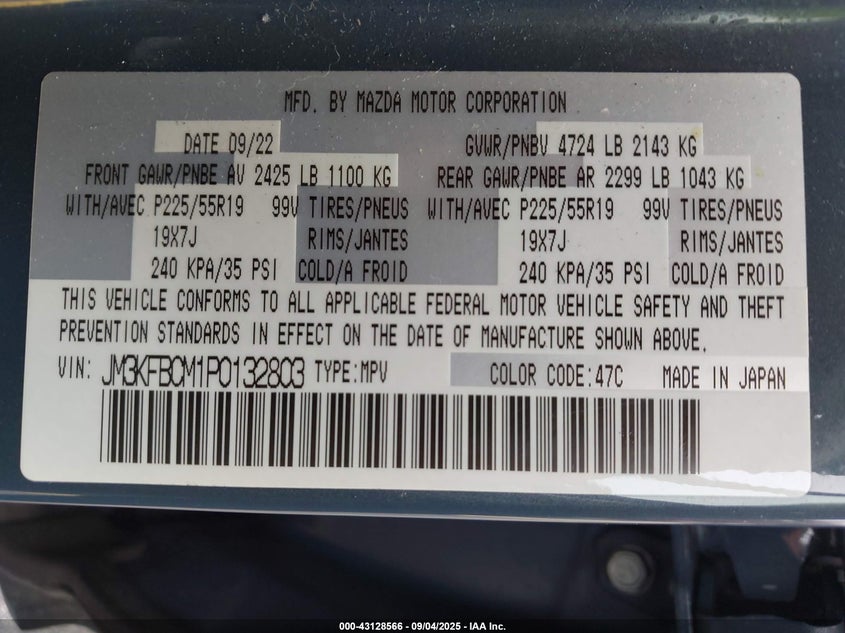 MFD. BY MAZDA MOTOR CORPORATION
DATE 09/22 GVWR/PNBV 4724 LB 2143 KG
FRONT GAWR/PNBE AV 2425 LB 1100 KG REAR GAWR/PNBE AR 2299 LB 1043 KG
WITH/AVEC P225/55R19 99V TIRES/PNEUS WITH/AVEC P225/55R19 99V TIRES/PNEUS
19X7J RIMS/JANTES 19X7J RIMS/JANTES
240 KPA/35 PSI COLD/A FROID 240 KPA/35 PSI COLD/A FROID
THIS VEHICLE CONFORMS TO ALL APPLICABLE FEDERAL MOTOR VEHICLE SAFETY AND THEFT
PREVENTION STANDARDS IN EFFECT ON THE DATE OF MANUFACTURE SHOWN ABOVE.
VIN: JM3KFBCM1P0132803 TYPE:MPV COLOR CODE:47C MADE IN JAPAN
000-43128566 - 09/04/2025 - IAA Inc.